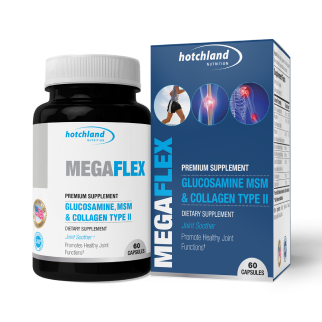 hotchland
NUTRITION
MEGAFLEX
PREMIUM SUPPLEMENT
GLUCOSAMINE, MSM
& COLLAGEN TYPE II
DIETARY SUPPLEMENT
Joint Soother
Promotes Healthy Joint
Functions†
60
CAPSULES
hotchland
NUTRITION
MEGAFLEX
PREMIUM SUPPLEMENT
GLUCOSAMINE MSM
& COLLAGEN TYPE II
DIETARY SUPPLEMENT
Joint Soother
Promote Healthy Joint
Functions†
60
CAPSULES